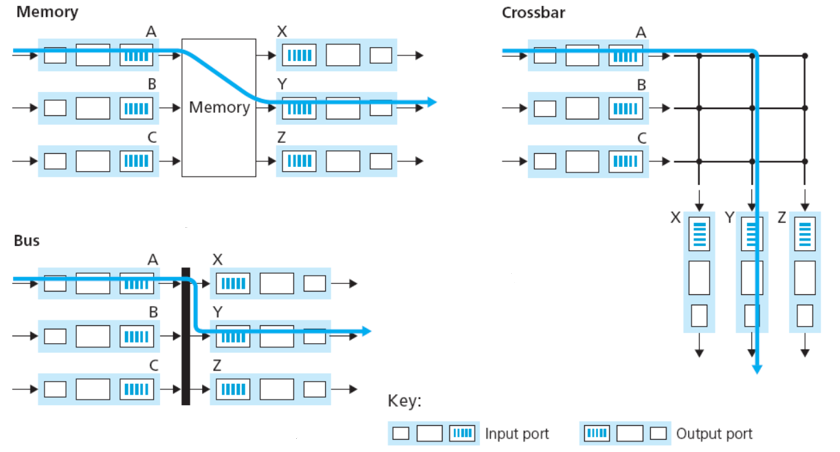 Memory
A
B
C
Memory
X
Y
Z
Crossbar
A
B
C
X
Y
Z
Bus
A
B
C
X
Y
Z
Key:
Input port
Output port